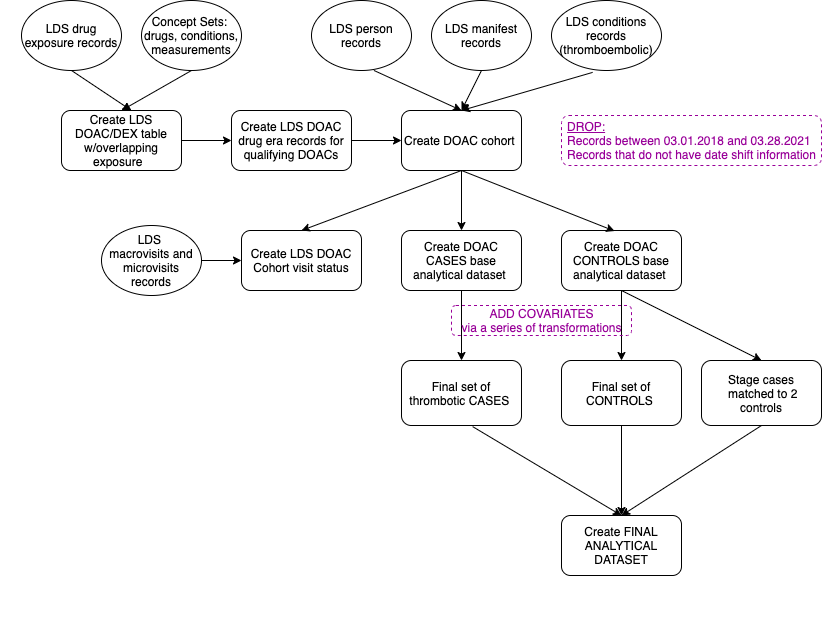 LDS drug
exposure records
Concept Sets:
drugs, conditions,
measurements
LDS person
records
LDS manifest
records
LDS conditions
records
(thromboembolic)
Create LDS
DOAC/DEX table
w/overlapping
exposure
Create LDS DOAC
drug era records for
qualifying DOACs
Create DOAC cohort
DROP:
Records between 03.01.2018 and 03.28.2021
Records that do not have date shift information
LDS
macrovisits and
microvisits
records
Create LDS DOAC
Cohort visit status
Create DOAC
CASES base
analytical dataset
Create DOAC
CONTROLS base
analytical dataset
ADD COVARIATES
via a series of transformations
Final set of
thrombotic CASES
Final set of
CONTROLS
Stage cases
matched to 2
controls
Create FINAL
ANALYTICAL
DATASET